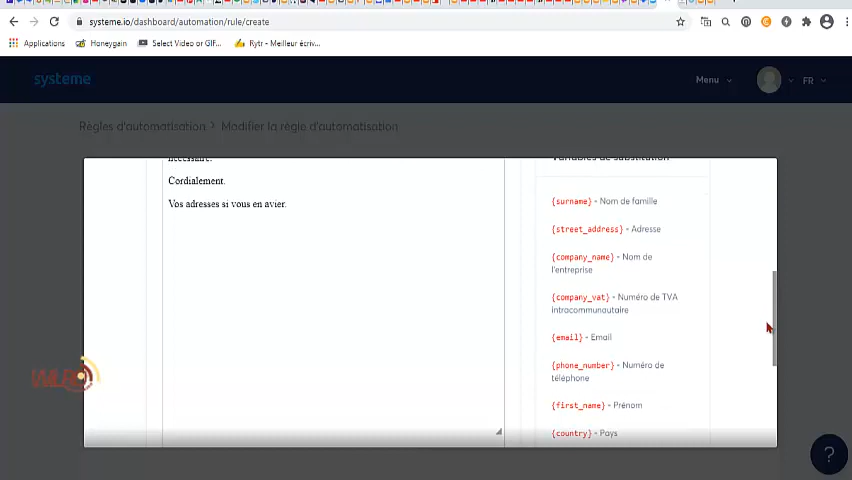 systeme.io/dashboard/automation/rule/create
Applications
Honeygain
Select Video or GIF...
Rytr - Meilleur écriv...
systeme
Menu
FR
Règles d'automatisation > Modifier la règle d'automatisation
nécessaire.
Cordialement.
Vos adresses si vous en avier.
Variables de substitution
{surname} - Nom de famille
{street_address} - Adresse
{company_name} - Nom de
l'entreprise
{company_vat} - Numéro de TVA
intracommunautaire
{email} - Email
{phone_number} - Numéro de
téléphone
{first_name} - Prénom
{country} - Pays
?